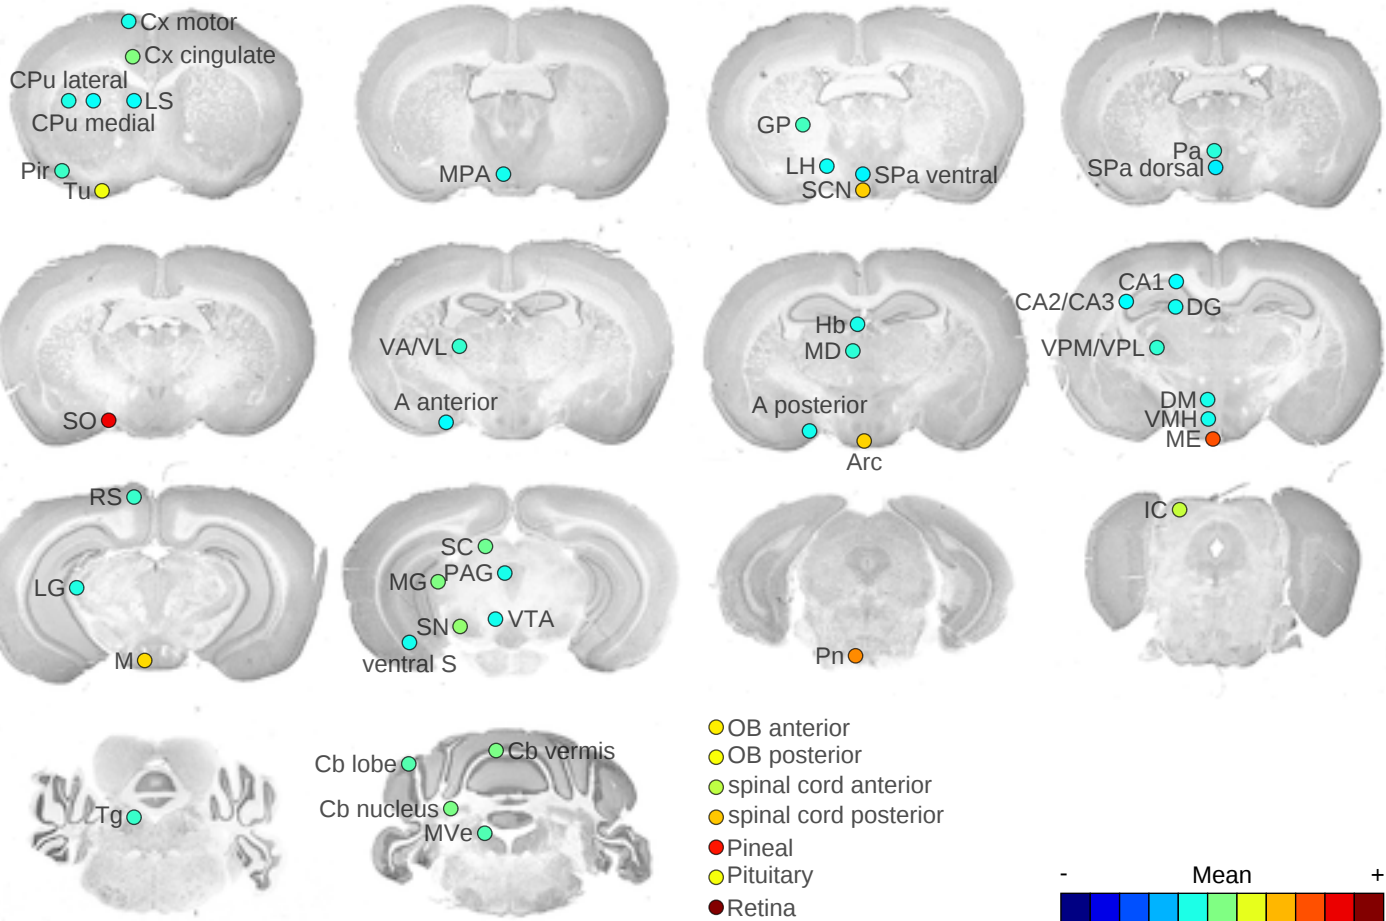 Cx motor
Cx cingulate
CPu lateral
LS
CPu medial
Pir
Tu
MPA
GP
LH
SPa ventral
SCN
Pa
SPa dorsal
SO
VA/VL
A anterior
Hb
MD
A posterior
Arc
CA1
CA2/CA3
DG
VPM/VPL
DM
VMH
ME
RS
LG
M
SC
MG
PAG
SN
VTA
ventral S
Pn
IC
Tg
Cb lobe
Cb vermis
Cb nucleus
MVe
OB anterior
OB posterior
spinal cord anterior
spinal cord posterior
Pineal
Pituitary
Retina
- Mean +